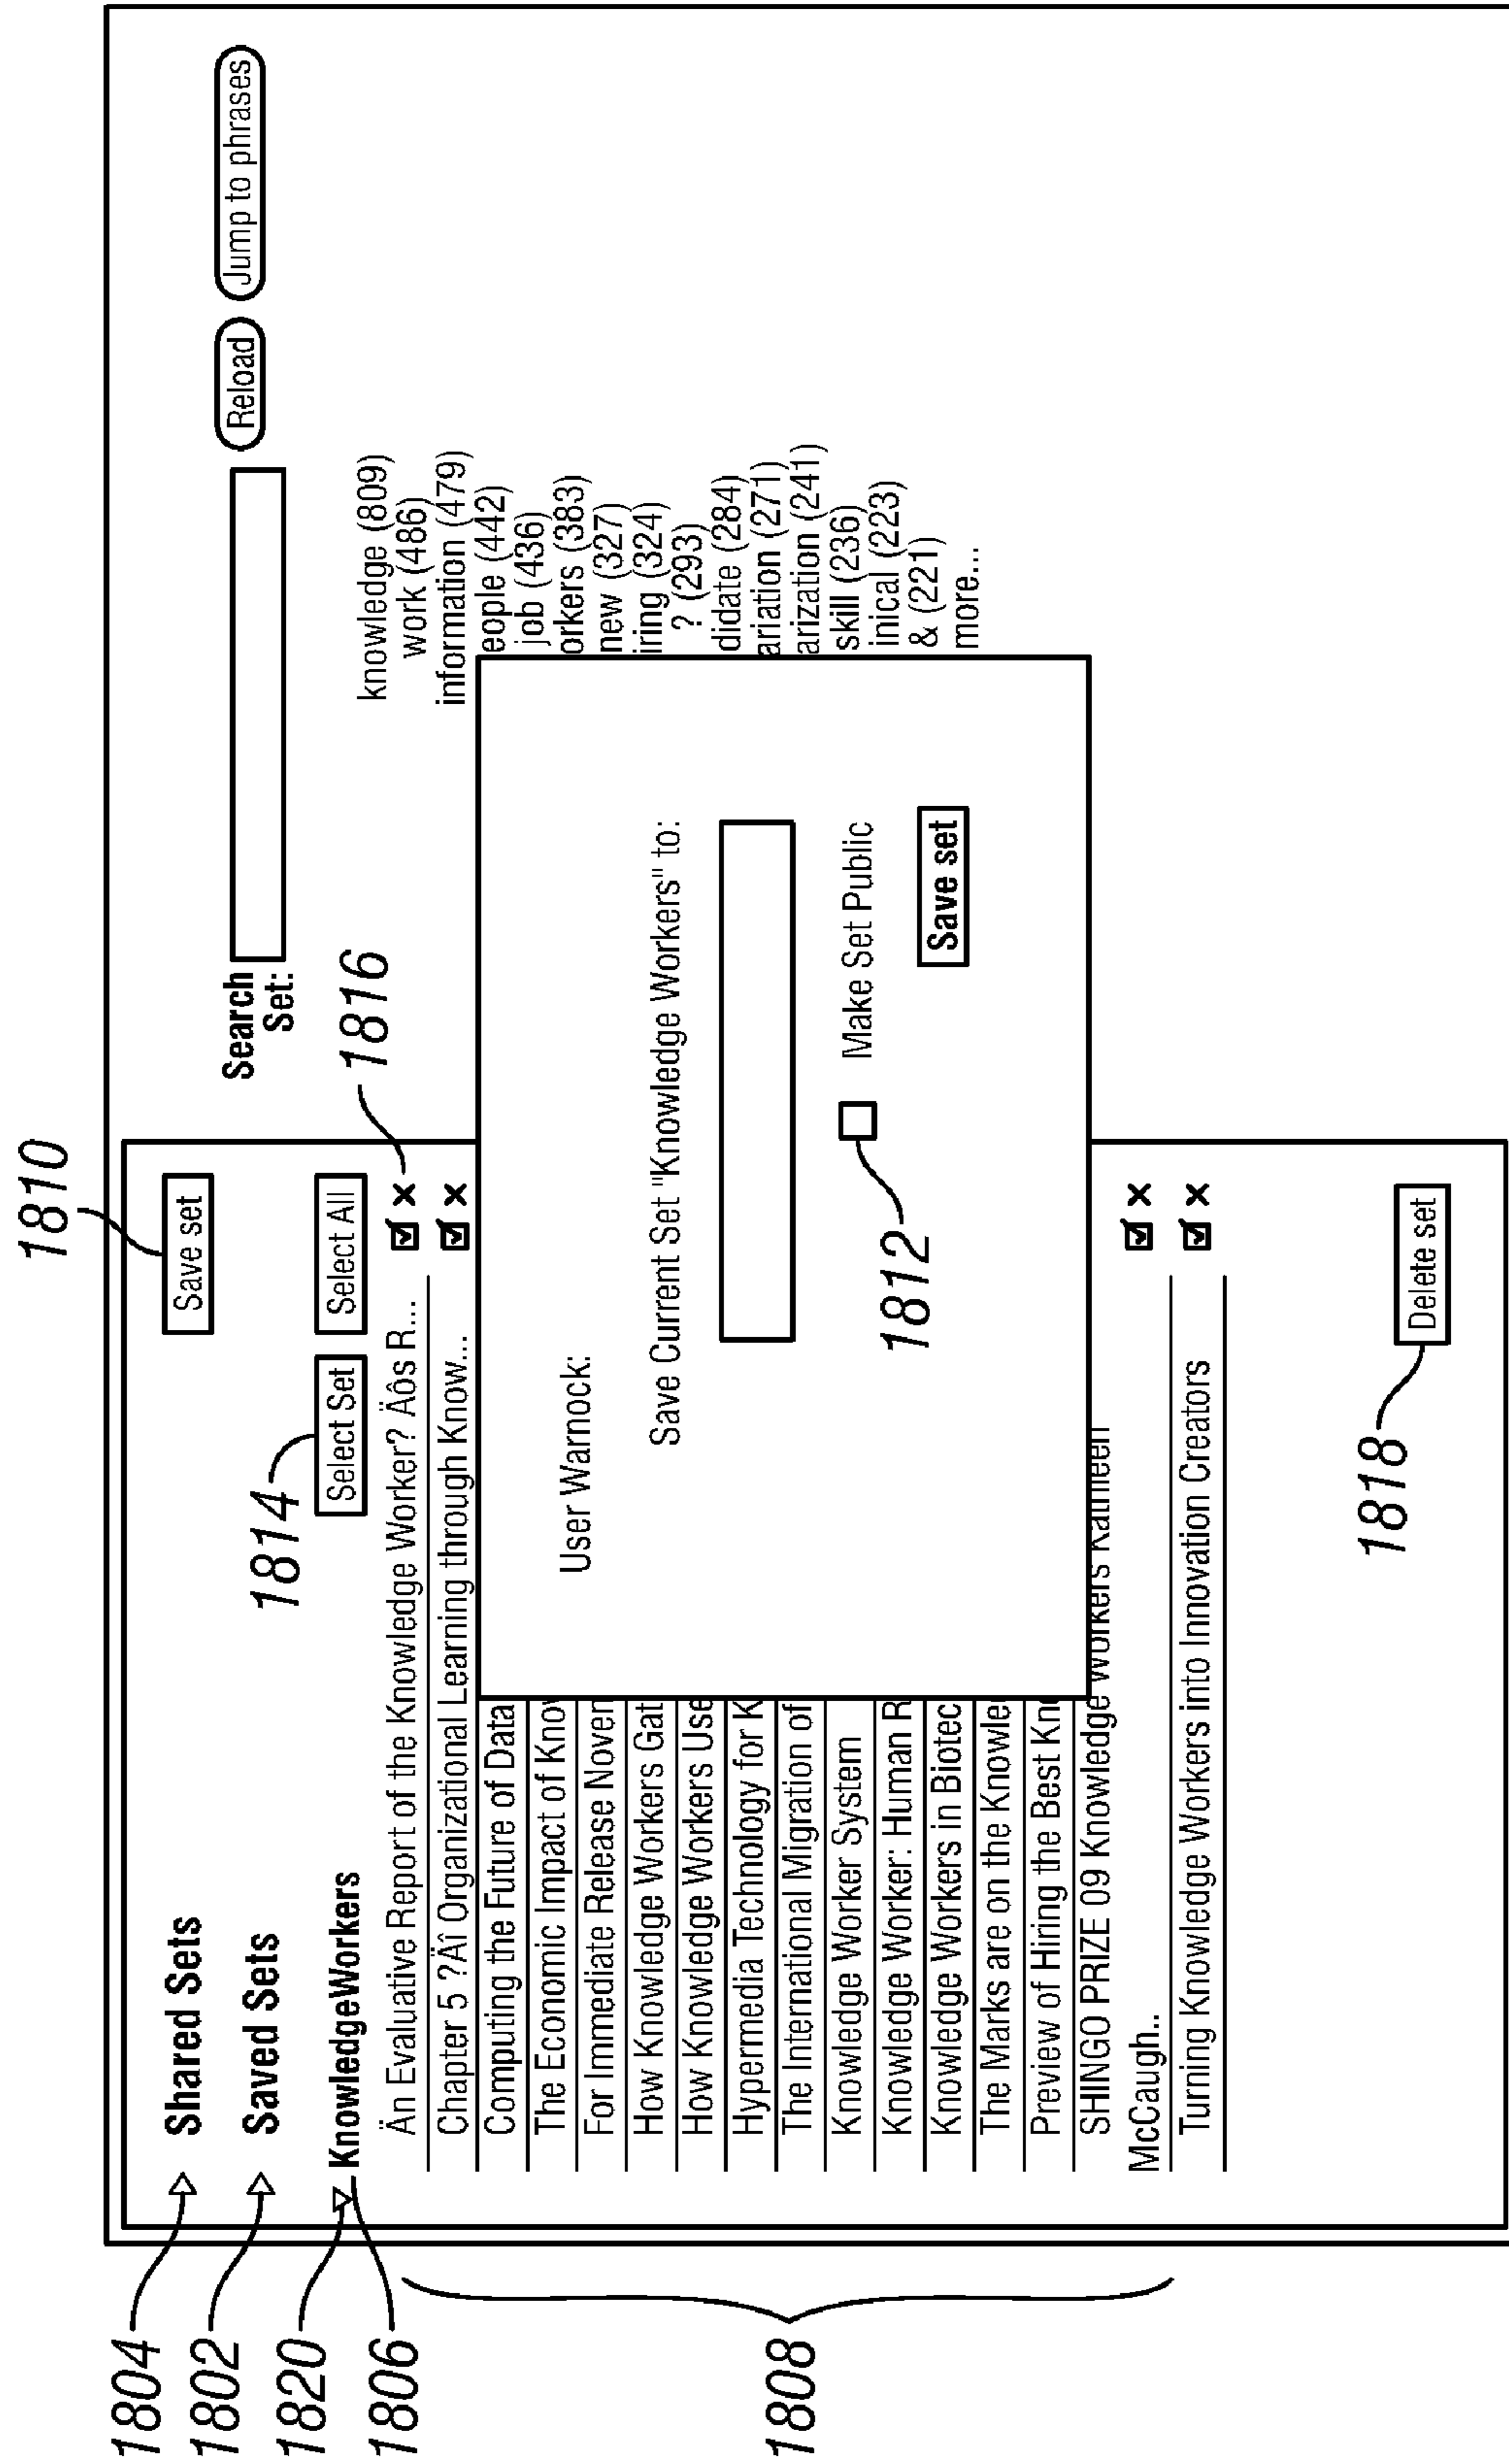 1810
1804
Shared Sets
Save set
1802
Saved Sets
Search
Set:
Reload
Jump to phrases
1814
1820
1806
KnowledgeWorkers
Select Set
Select All
1816
Än Evaluative Report of the Knowledge Worker? Äôs R...
Chapter 5 ?Äî Organizational Learning through Know...
Computing the Future of Data
The Economic Impact of Know
For Immediate Release Noven
How Knowledge Workers Gat
How Knowledge Workers Use
Hypermedia Technology for K
The International Migration of
Knowledge Worker System
Knowledge Worker: Human R
Knowledge Workers in Biotec
The Marks are on the Knowle
Preview of Hiring the Best Kno
SHINGO PRIZE 09 Knowledge Workers Kathleen
McCaugh..
Turning Knowledge Workers into Innovation Creators
1808
User Warnock:
Save Current Set "Knowledge Workers" to:
1812
Make Set Public
Save set
knowledge (809)
work (486)
information (479)
eople (442)
job (436)
orkers (383)
new (327)
iring (324)
? (293)
didate (284)
ariation (271)
arization (241)
skill (236)
inical (223)
& (221)
more...
1818
Delete set